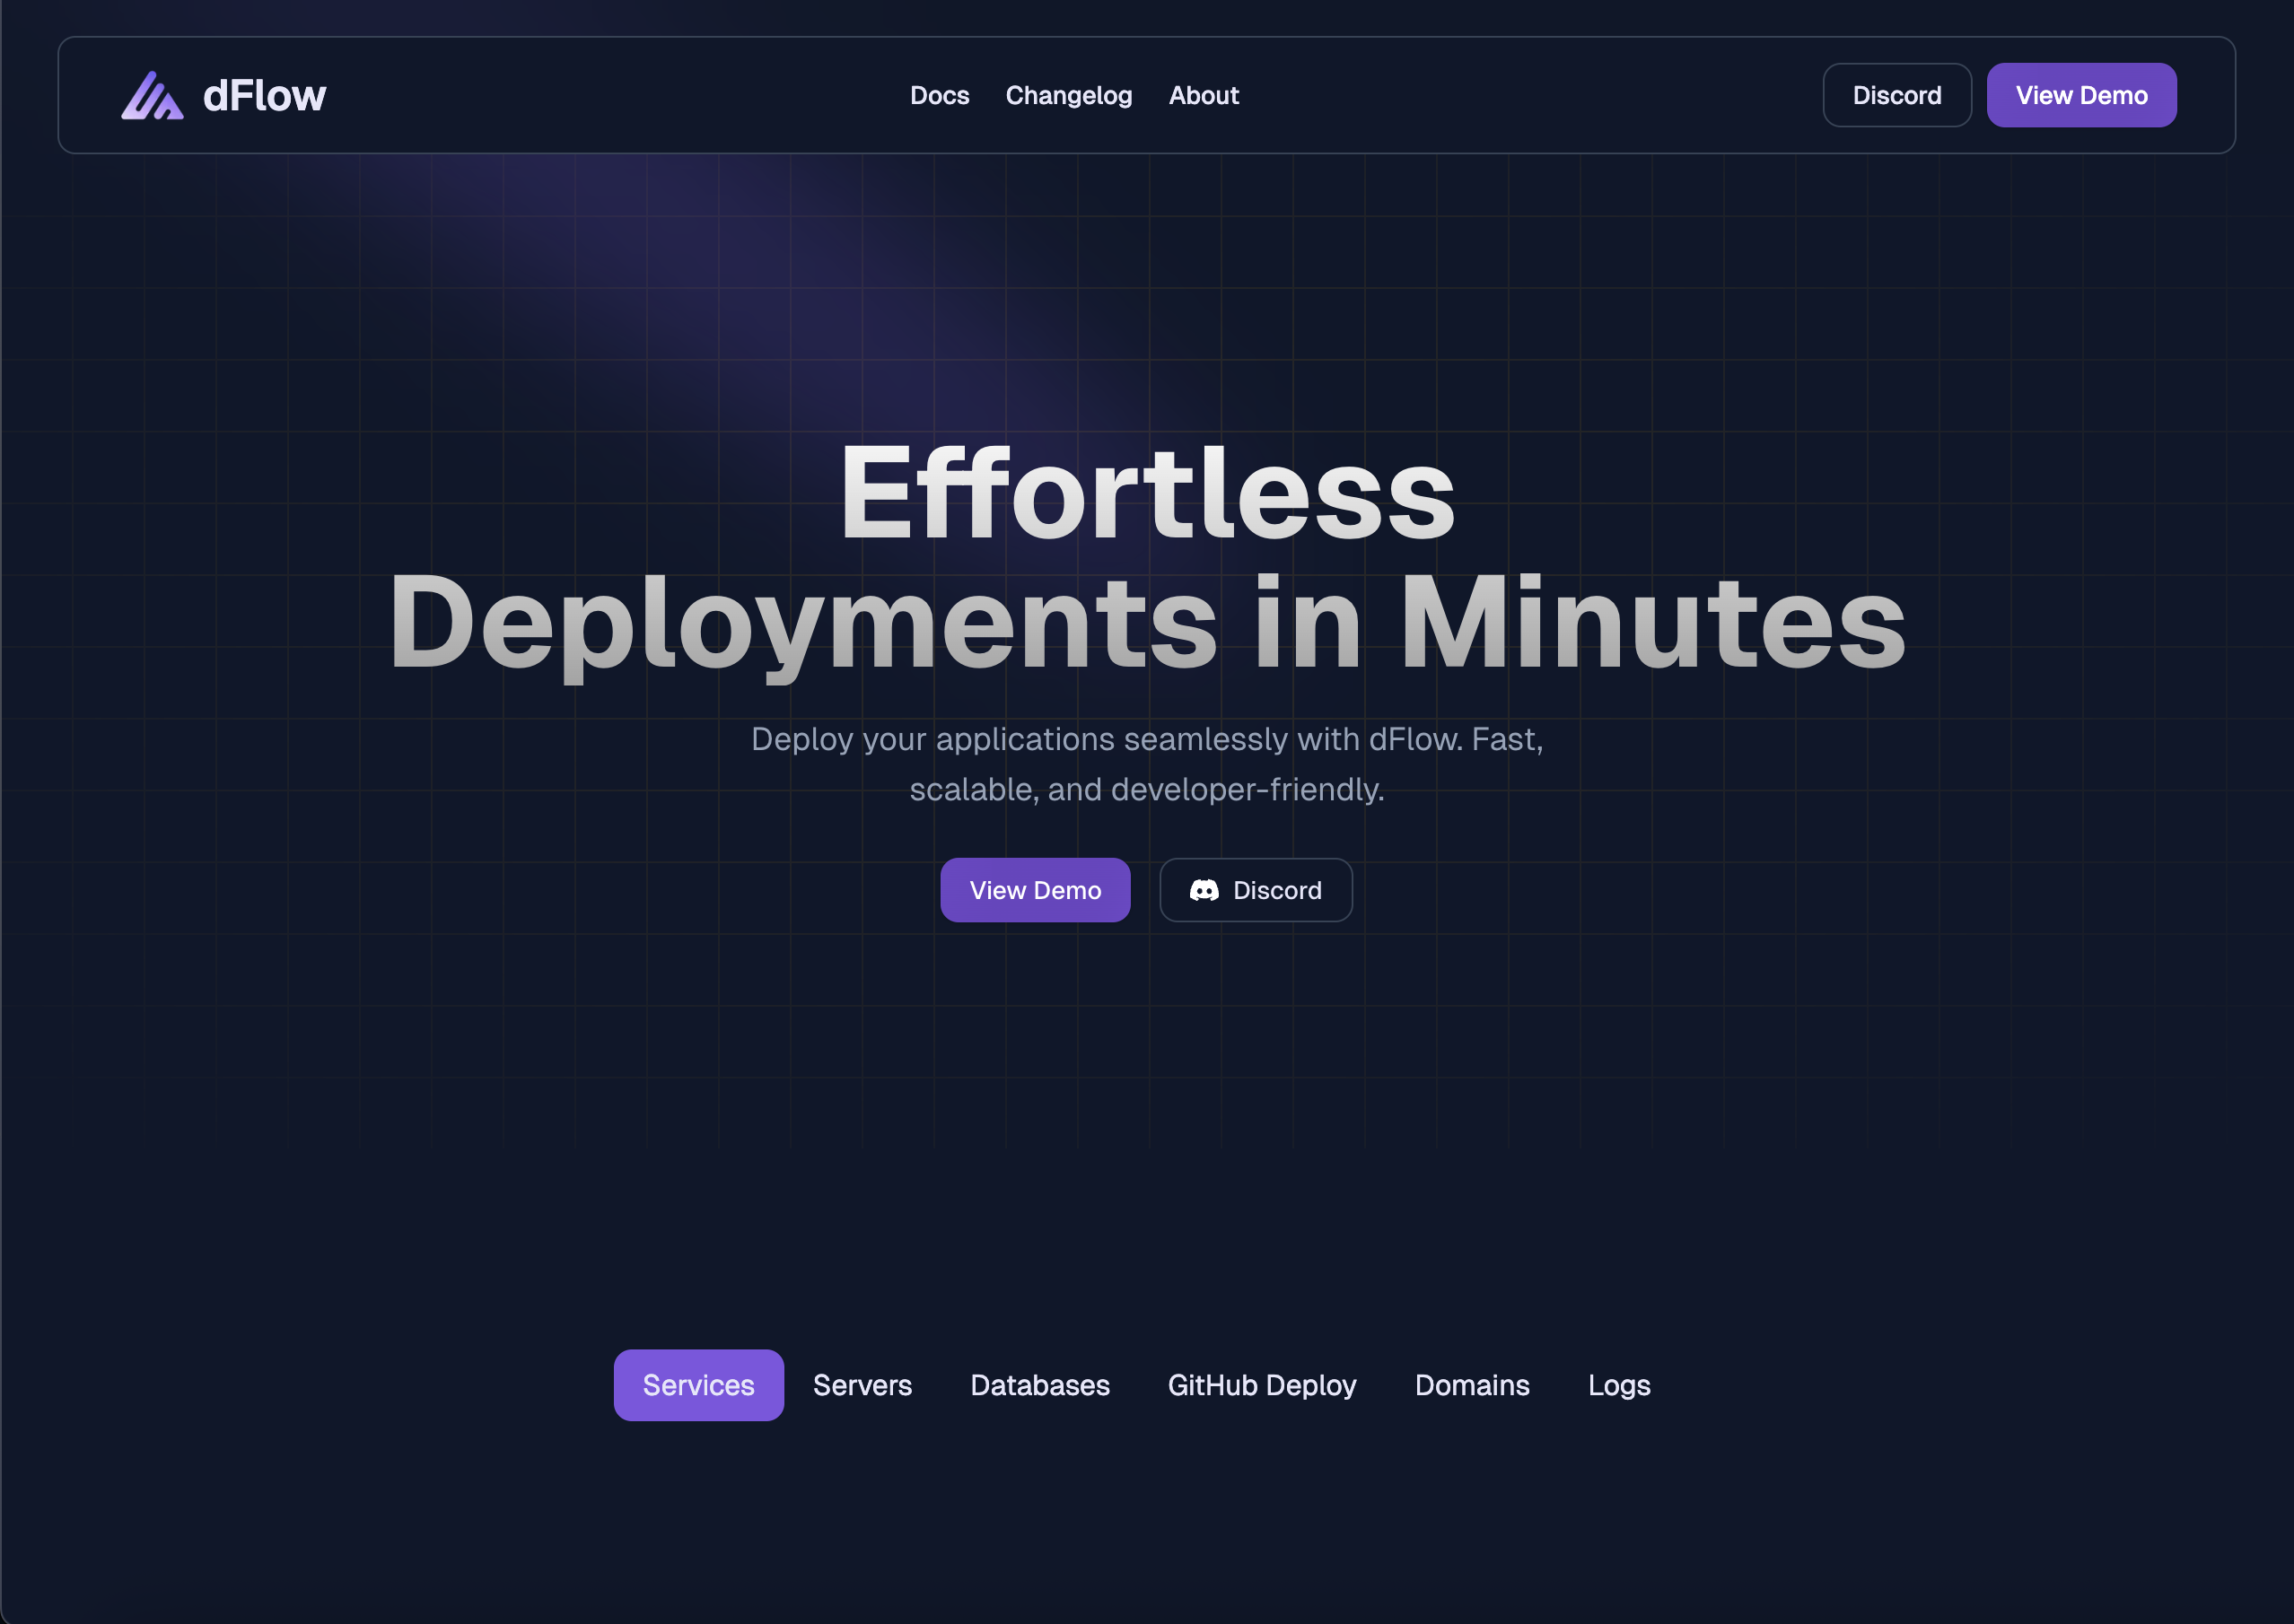 dFlow
Docs Changelog About
Discord View Demo
Effortless
Deployments in Minutes
Deploy your applications seamlessly with dFlow. Fast,
scalable, and developer-friendly.
View Demo Discord
Services Servers Databases GitHub Deploy Domains Logs